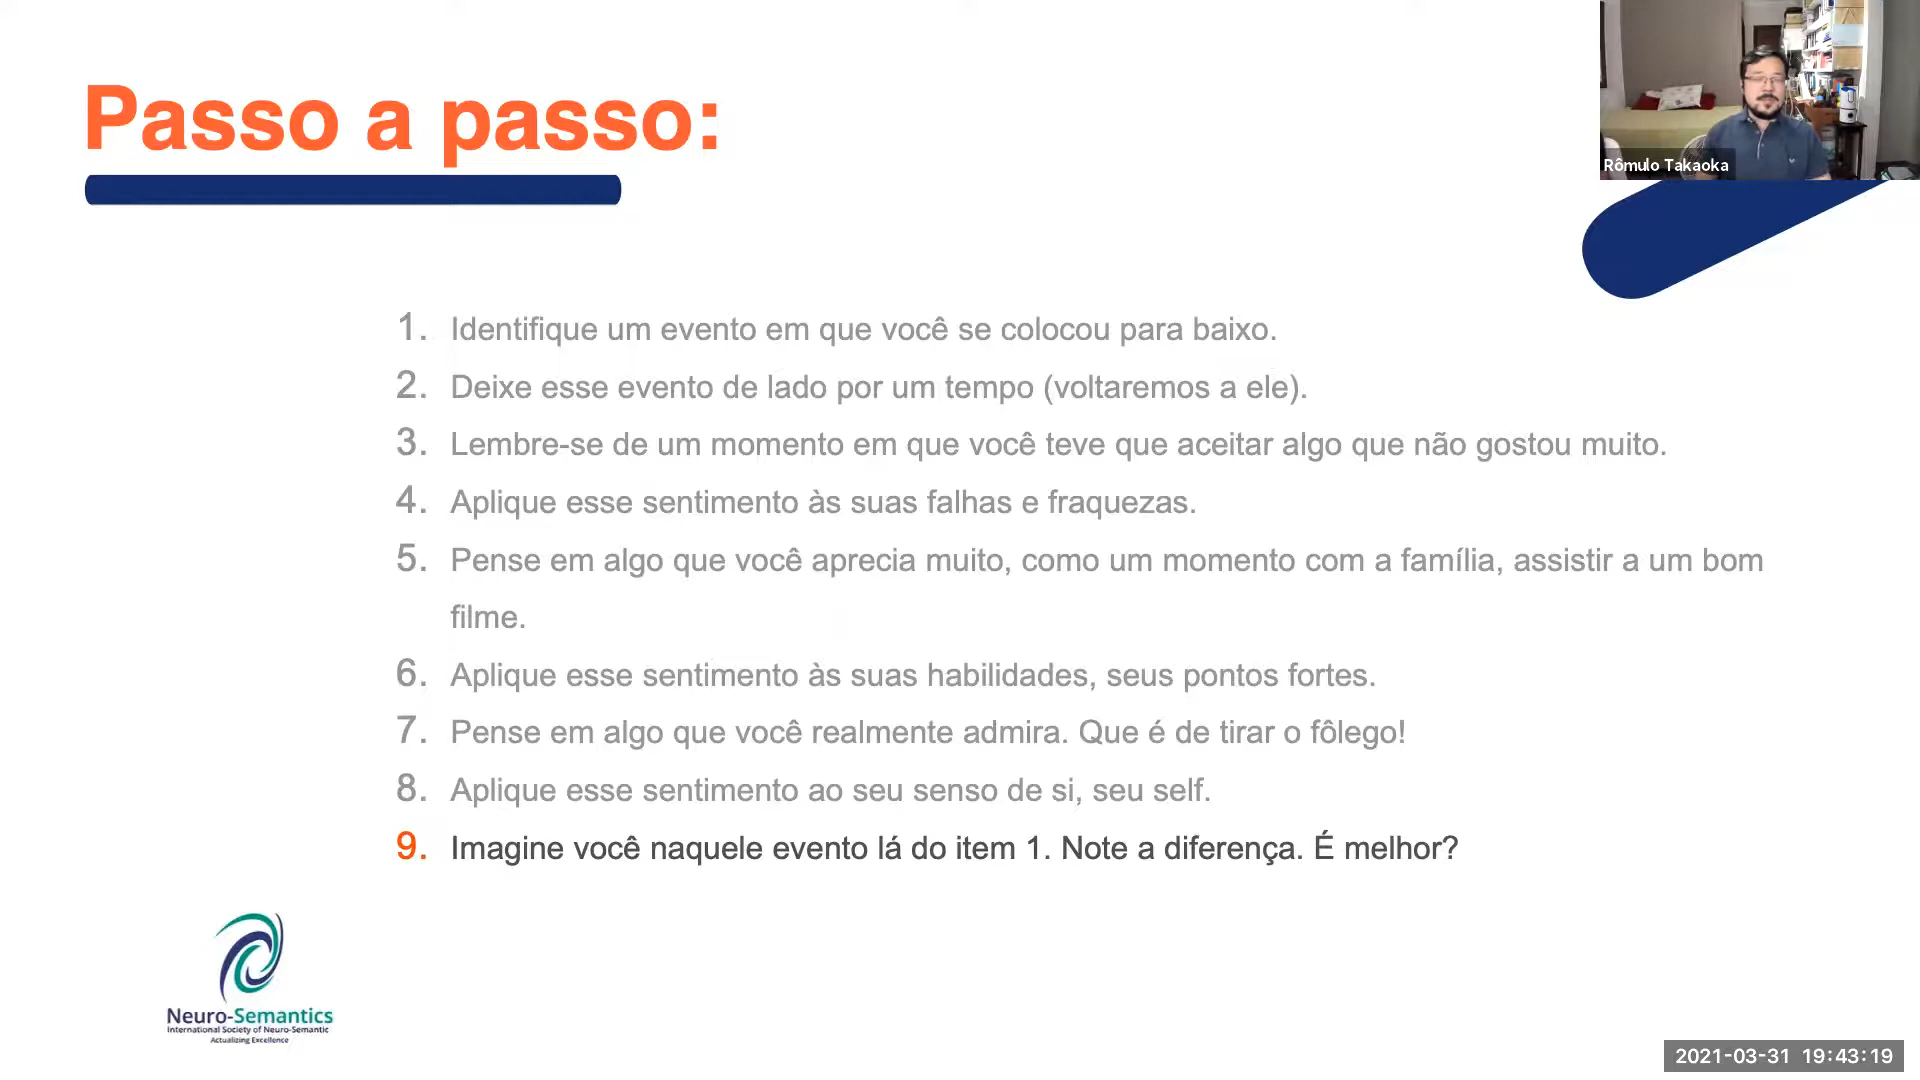 Passo a passo:
Rômulo Takaoka
1. Identifique um evento em que você se colocou para baixo.
2. Deixe esse evento de lado por um tempo (voltaremos a ele).
3. Lembre-se de um momento em que você teve que aceitar algo que não gostou muito.
4. Aplique esse sentimento às suas falhas e fraquezas.
5. Pense em algo que você aprecia muito, como um momento com a família, assistir a um bom
filme.
6. Aplique esse sentimento às suas habilidades, seus pontos fortes.
7. Pense em algo que você realmente admira. Que é de tirar o fôlego!
8. Aplique esse sentimento ao seu senso de si, seu self.
9. Imagine você naquele evento lá do item 1. Note a diferença. É melhor?
Neuro-Semantics
International Society of Neuro-Semantic
Actualizing Excellence
2021-03-31 19:43:19